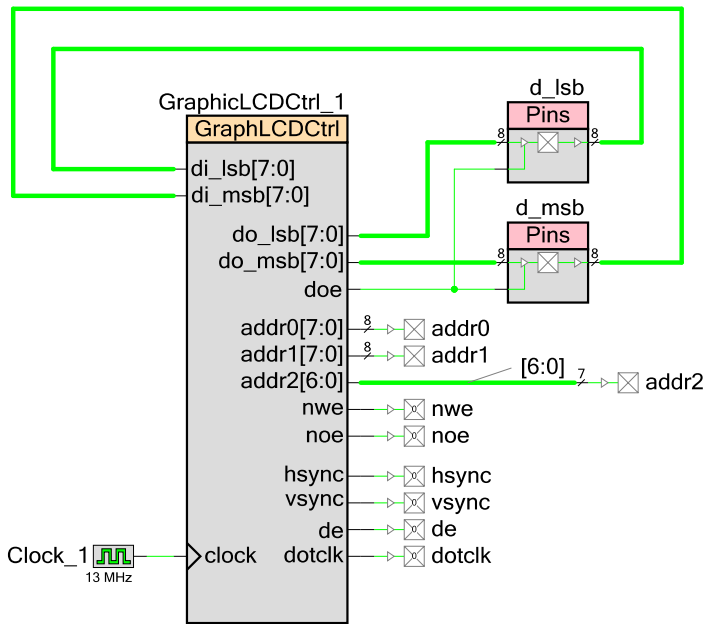 d_lsb
GraphicLCDCtrl_1
Pins
GraphLCDCtrl
8
8
di_lsb[7:0]
di_msb[7:0]
d_msb
do_lsb[7:0]
Pins
do_msb[7:0]
8
8
doe
addr0[7:0]
8
addr0
addr1[7:0]
8
addr1
addr2[6:0]
[6:0]
7
addr2
nwe
0
nwe
noe
0
noe
hsync
0
hsync
vsync
0
vsync
de
0
de
Clock_1
clock
dotclk
0
dotclk
13 MHz